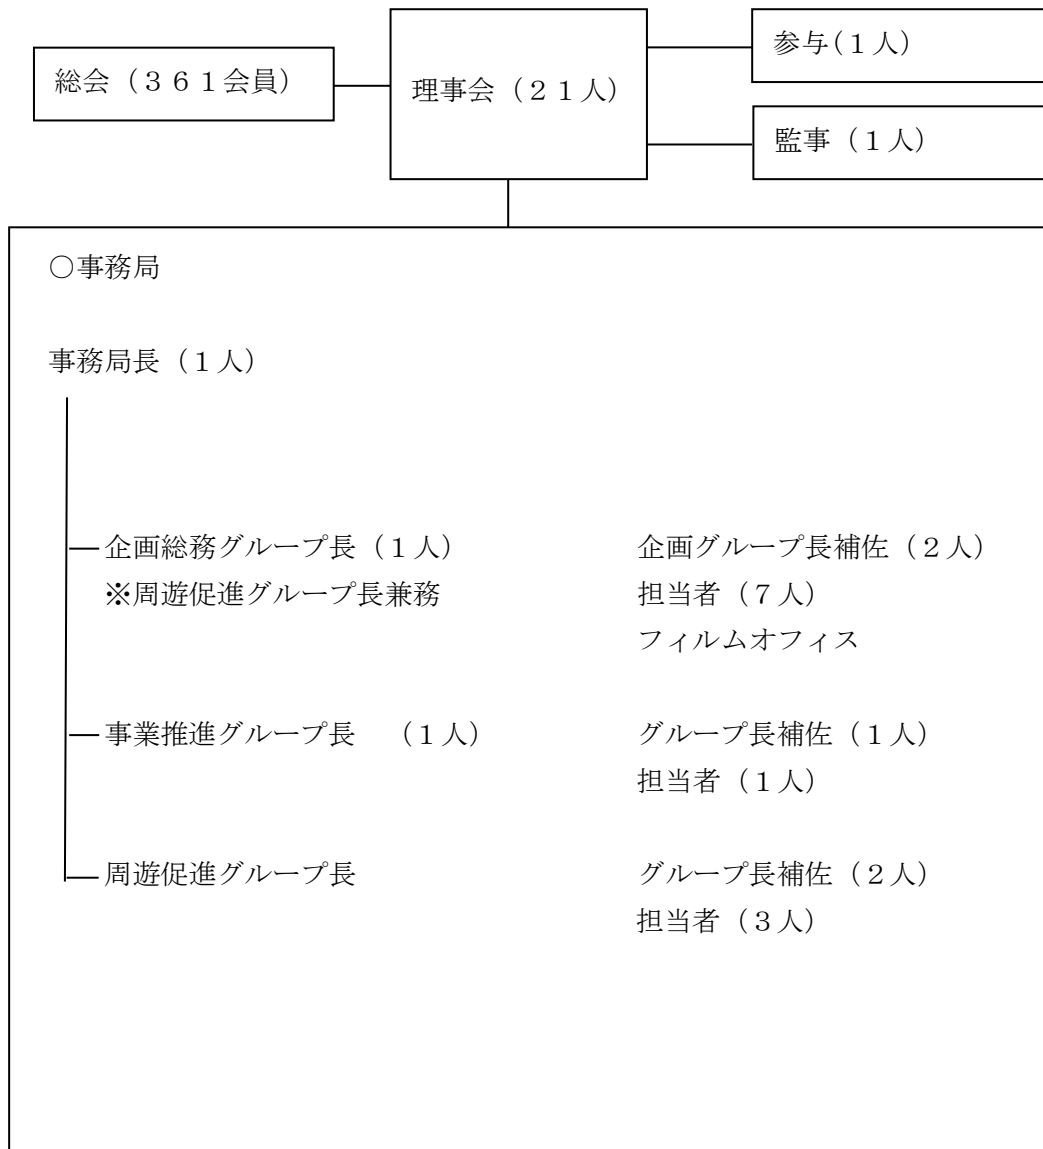 総会（３６１会員）
理事会（２１人）
参与(１人)
監事（１人）
○事務局
事務局長（１人）
企画総務グループ長（１人）
※周遊促進グループ長兼務
企画グループ長補佐（２人）
担当者（７人）
フィルムオフィス
事業推進グループ長　（１人）
グループ長補佐（１人）
担当者（１人）
周遊促進グループ長
グループ長補佐（２人）
担当者（３人）